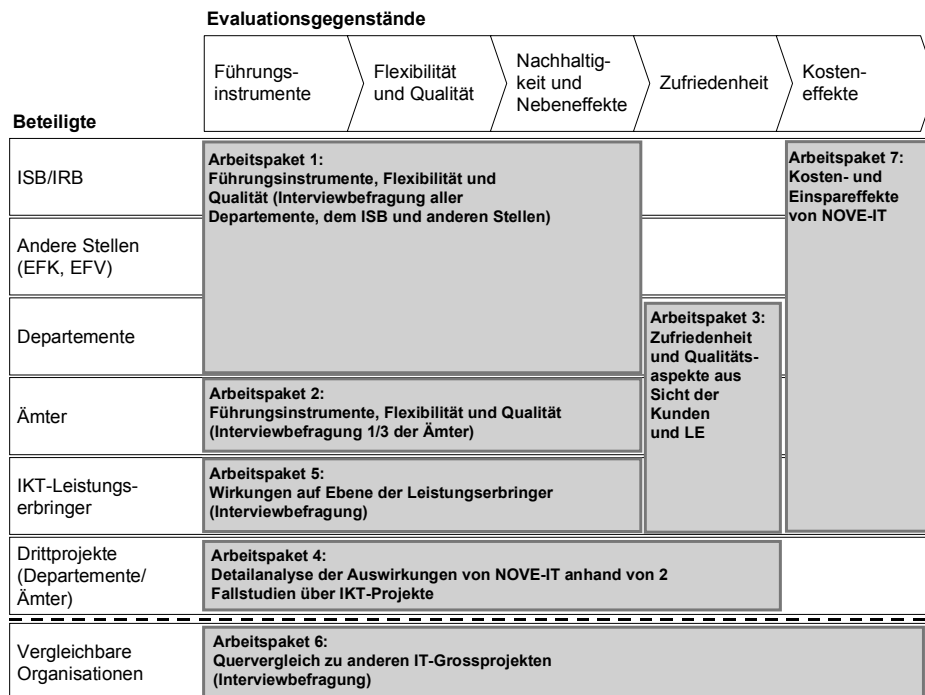 Evaluationsgegenstände
Führungs-
instrumente
Flexibilität
und Qualität
Nachhaltig-
keit und
Nebeneffekte
Zufriedenheit
Kosten-
effekte
Beteiligte
ISB/IRB
Arbeitspaket 1:
Führungsinstrumente, Flexibilität und
Qualität (Interviewbefragung aller
Departemente, dem ISB und anderen Stellen)
Arbeitspaket 7:
Kosten- und
Einspareffekte
von NOVE-IT
Andere Stellen
(EFK, EFV)
Departemente
Arbeitspaket 3:
Zufriedenheit
und Qualitäts-
aspekte aus
Sicht der
Kunden
und LE
Ämter
Arbeitspaket 2:
Führungsinstrumente, Flexibilität und Qualität
(Interviewbefragung 1/3 der Ämter)
IKT-Leistungs-
erbringer
Arbeitspaket 5:
Wirkungen auf Ebene der Leistungserbringer
(Interviewbefragung)
Drittprojekte
(Departemente/
Ämter)
Arbeitspaket 4:
Detailanalyse der Auswirkungen von NOVE-IT anhand von 2
Fallstudien über IKT-Projekte
Vergleichbare
Organisationen
Arbeitspaket 6:
Quervergleich zu anderen IT-Grossprojekten
(Interviewbefragung)